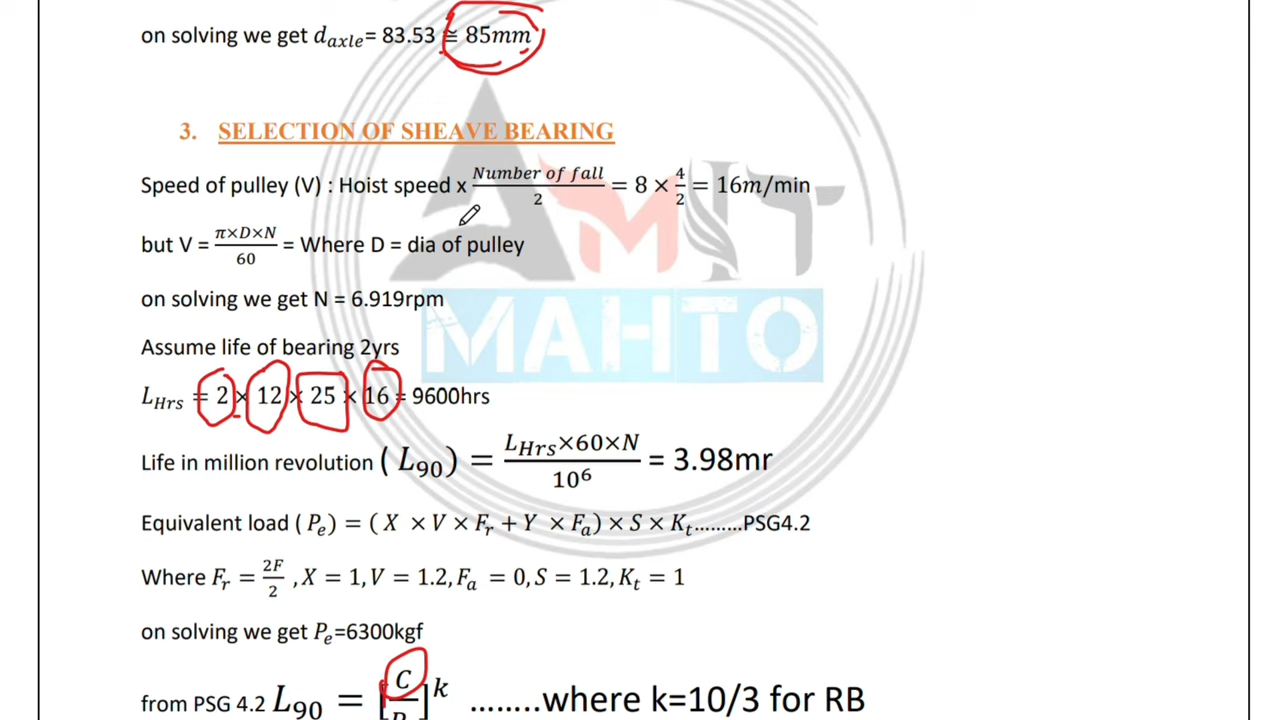 on solving we get d_axle= 83.53 ≅ 85mm
3. SELECTION OF SHEAVE BEARING
Speed of pulley (V) : Hoist speed x Number of fall / 2 = 8 × 4/2 = 16m/min
but V = π×D×N / 60 = Where D = dia of pulley
on solving we get N = 6.919rpm
Assume life of bearing 2yrs
L_Hrs = 2 × 12 × 25 × 16 = 9600hrs
Life in million revolution ( L_90) = L_Hrs×60×N / 10^6 = 3.98mr
Equivalent load ( P_e) = ( X × V × F_r + Y × F_a) × S × K_t.........PSG4.2
Where F_r = 2F/2 , X = 1, V = 1.2, F_a = 0, S = 1.2, K_t = 1
on solving we get P_e=6300kgf
from PSG 4.2 L_90 = [C/P]^k ........where k=10/3 for RB
AMIT
MAHTO